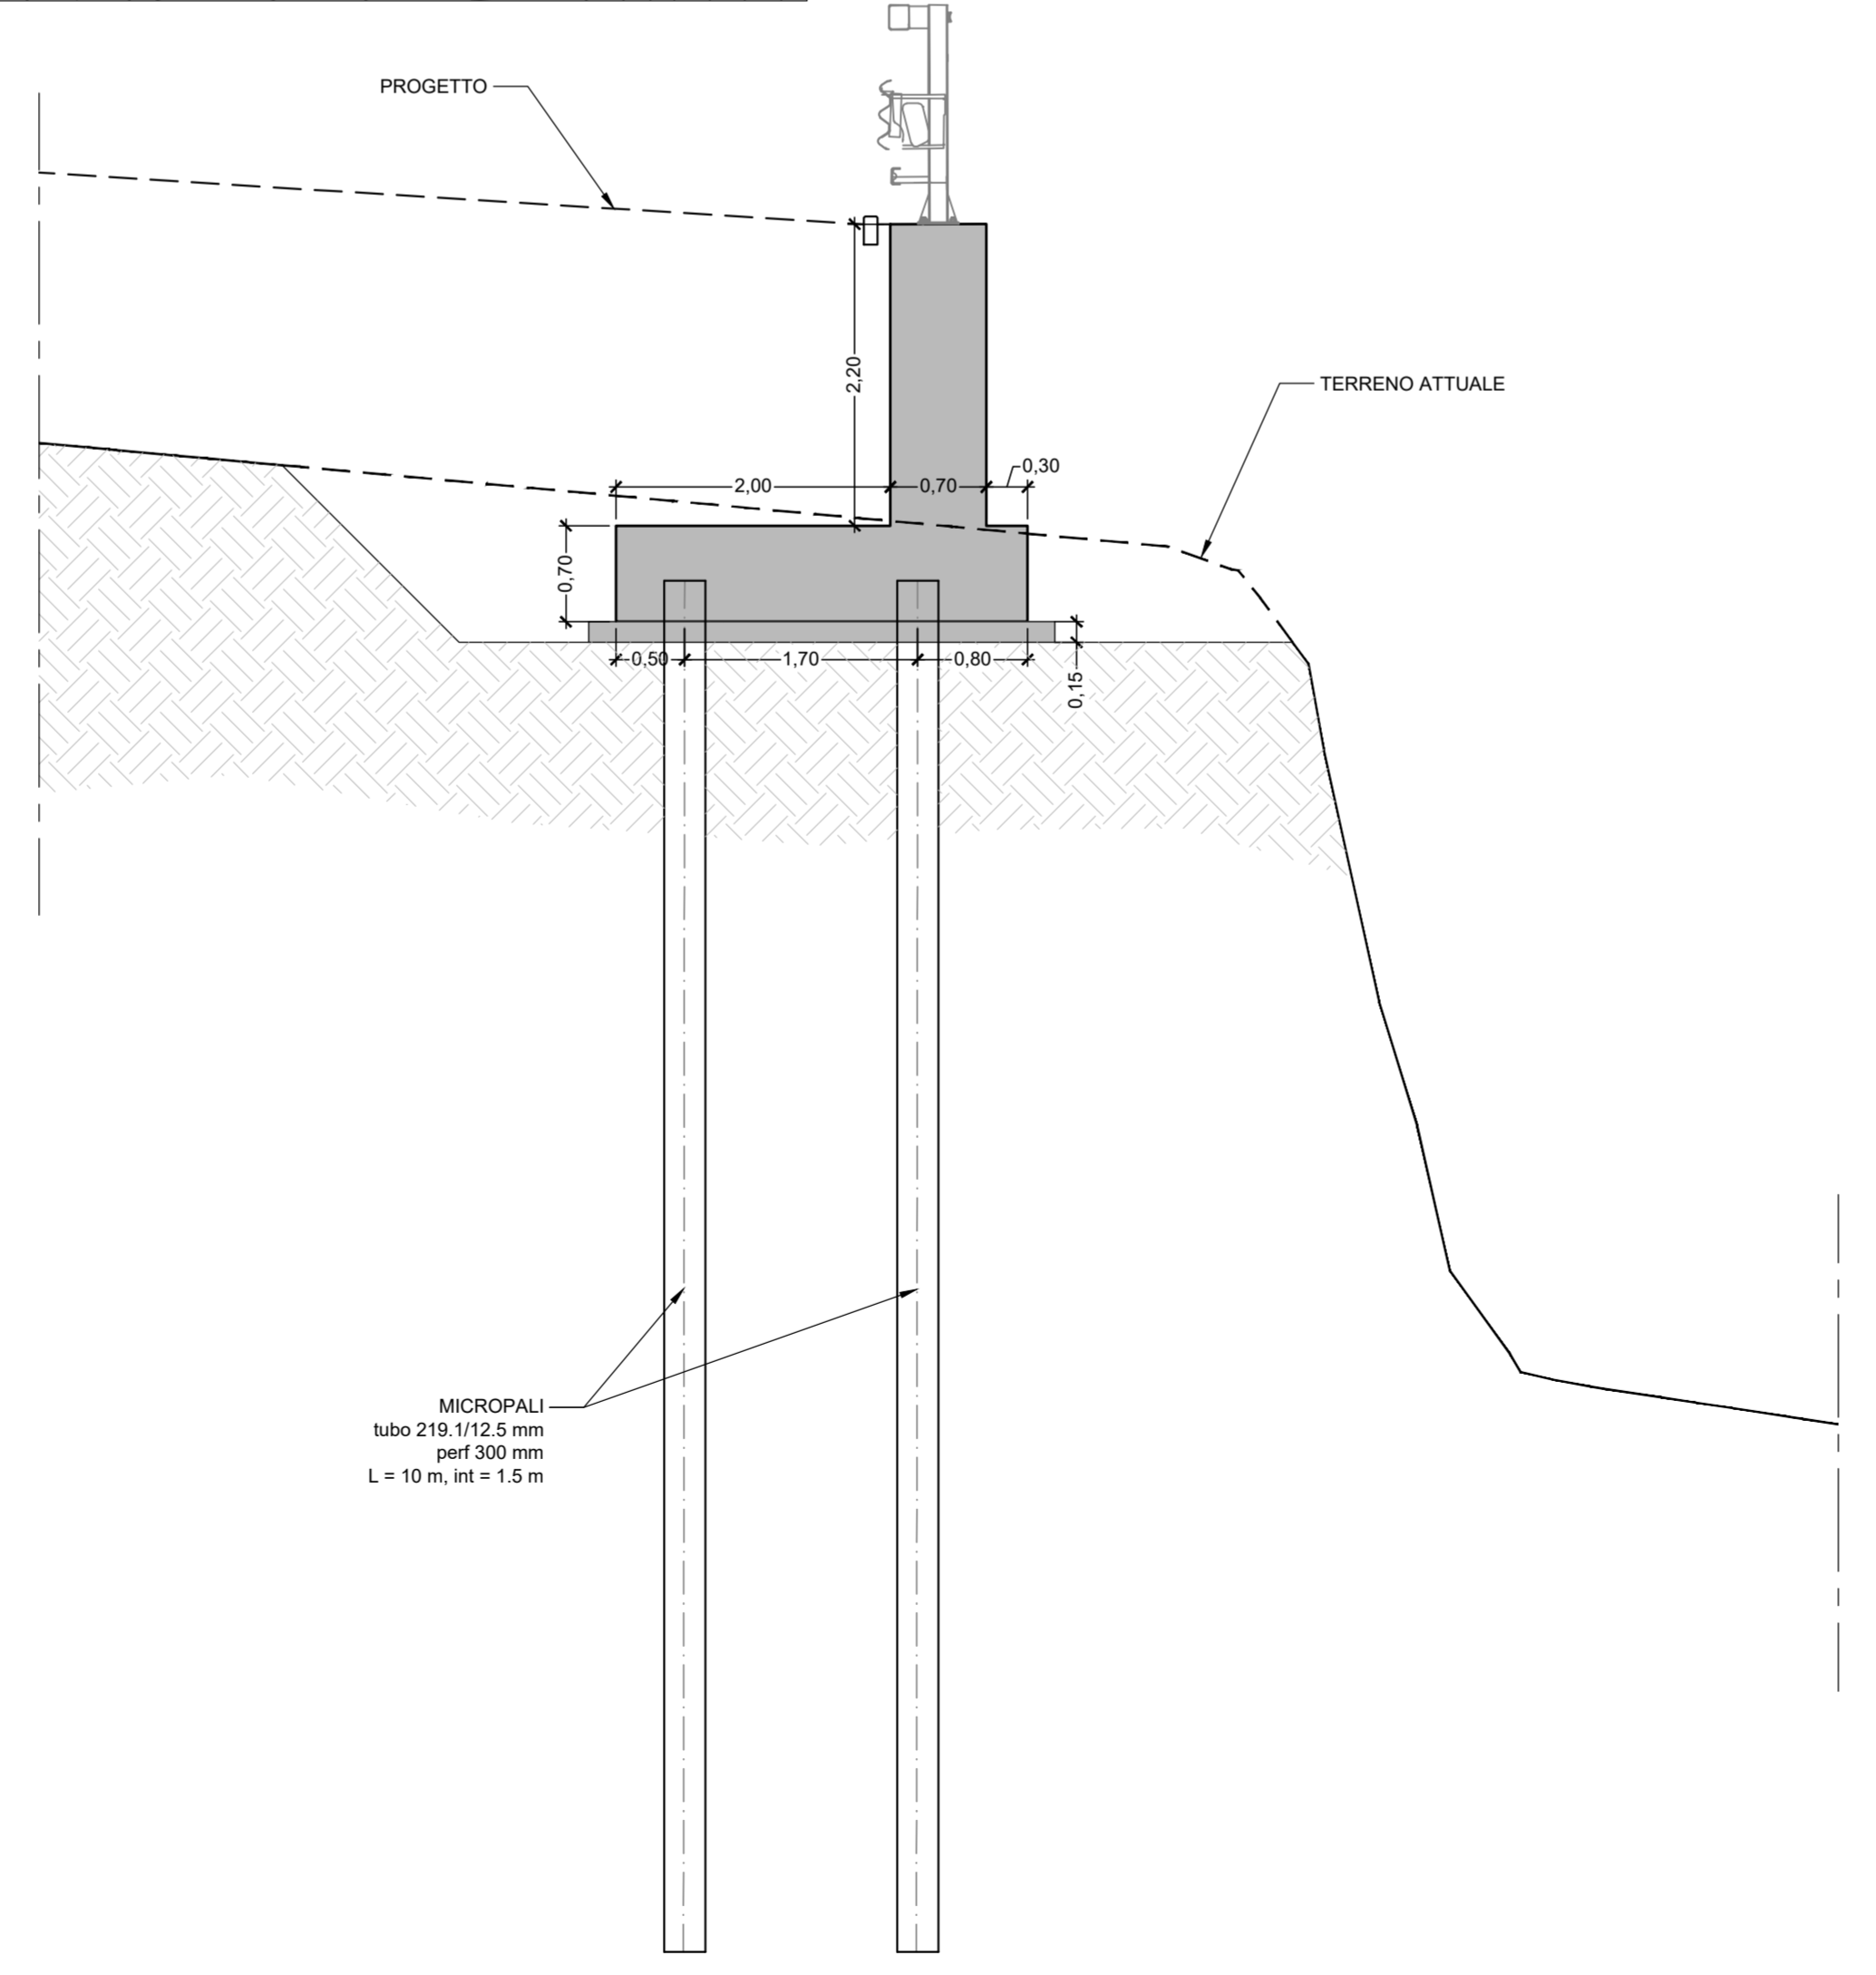 PROGETTO
2,20
TERRENO ATTUALE
0,30
2,00
0,70
0,70
0,50
1,70
0,80
0,15
MICROPALI
tubo 219.1/12.5 mm
perf 300 mm
L = 10 m, int = 1.5 m